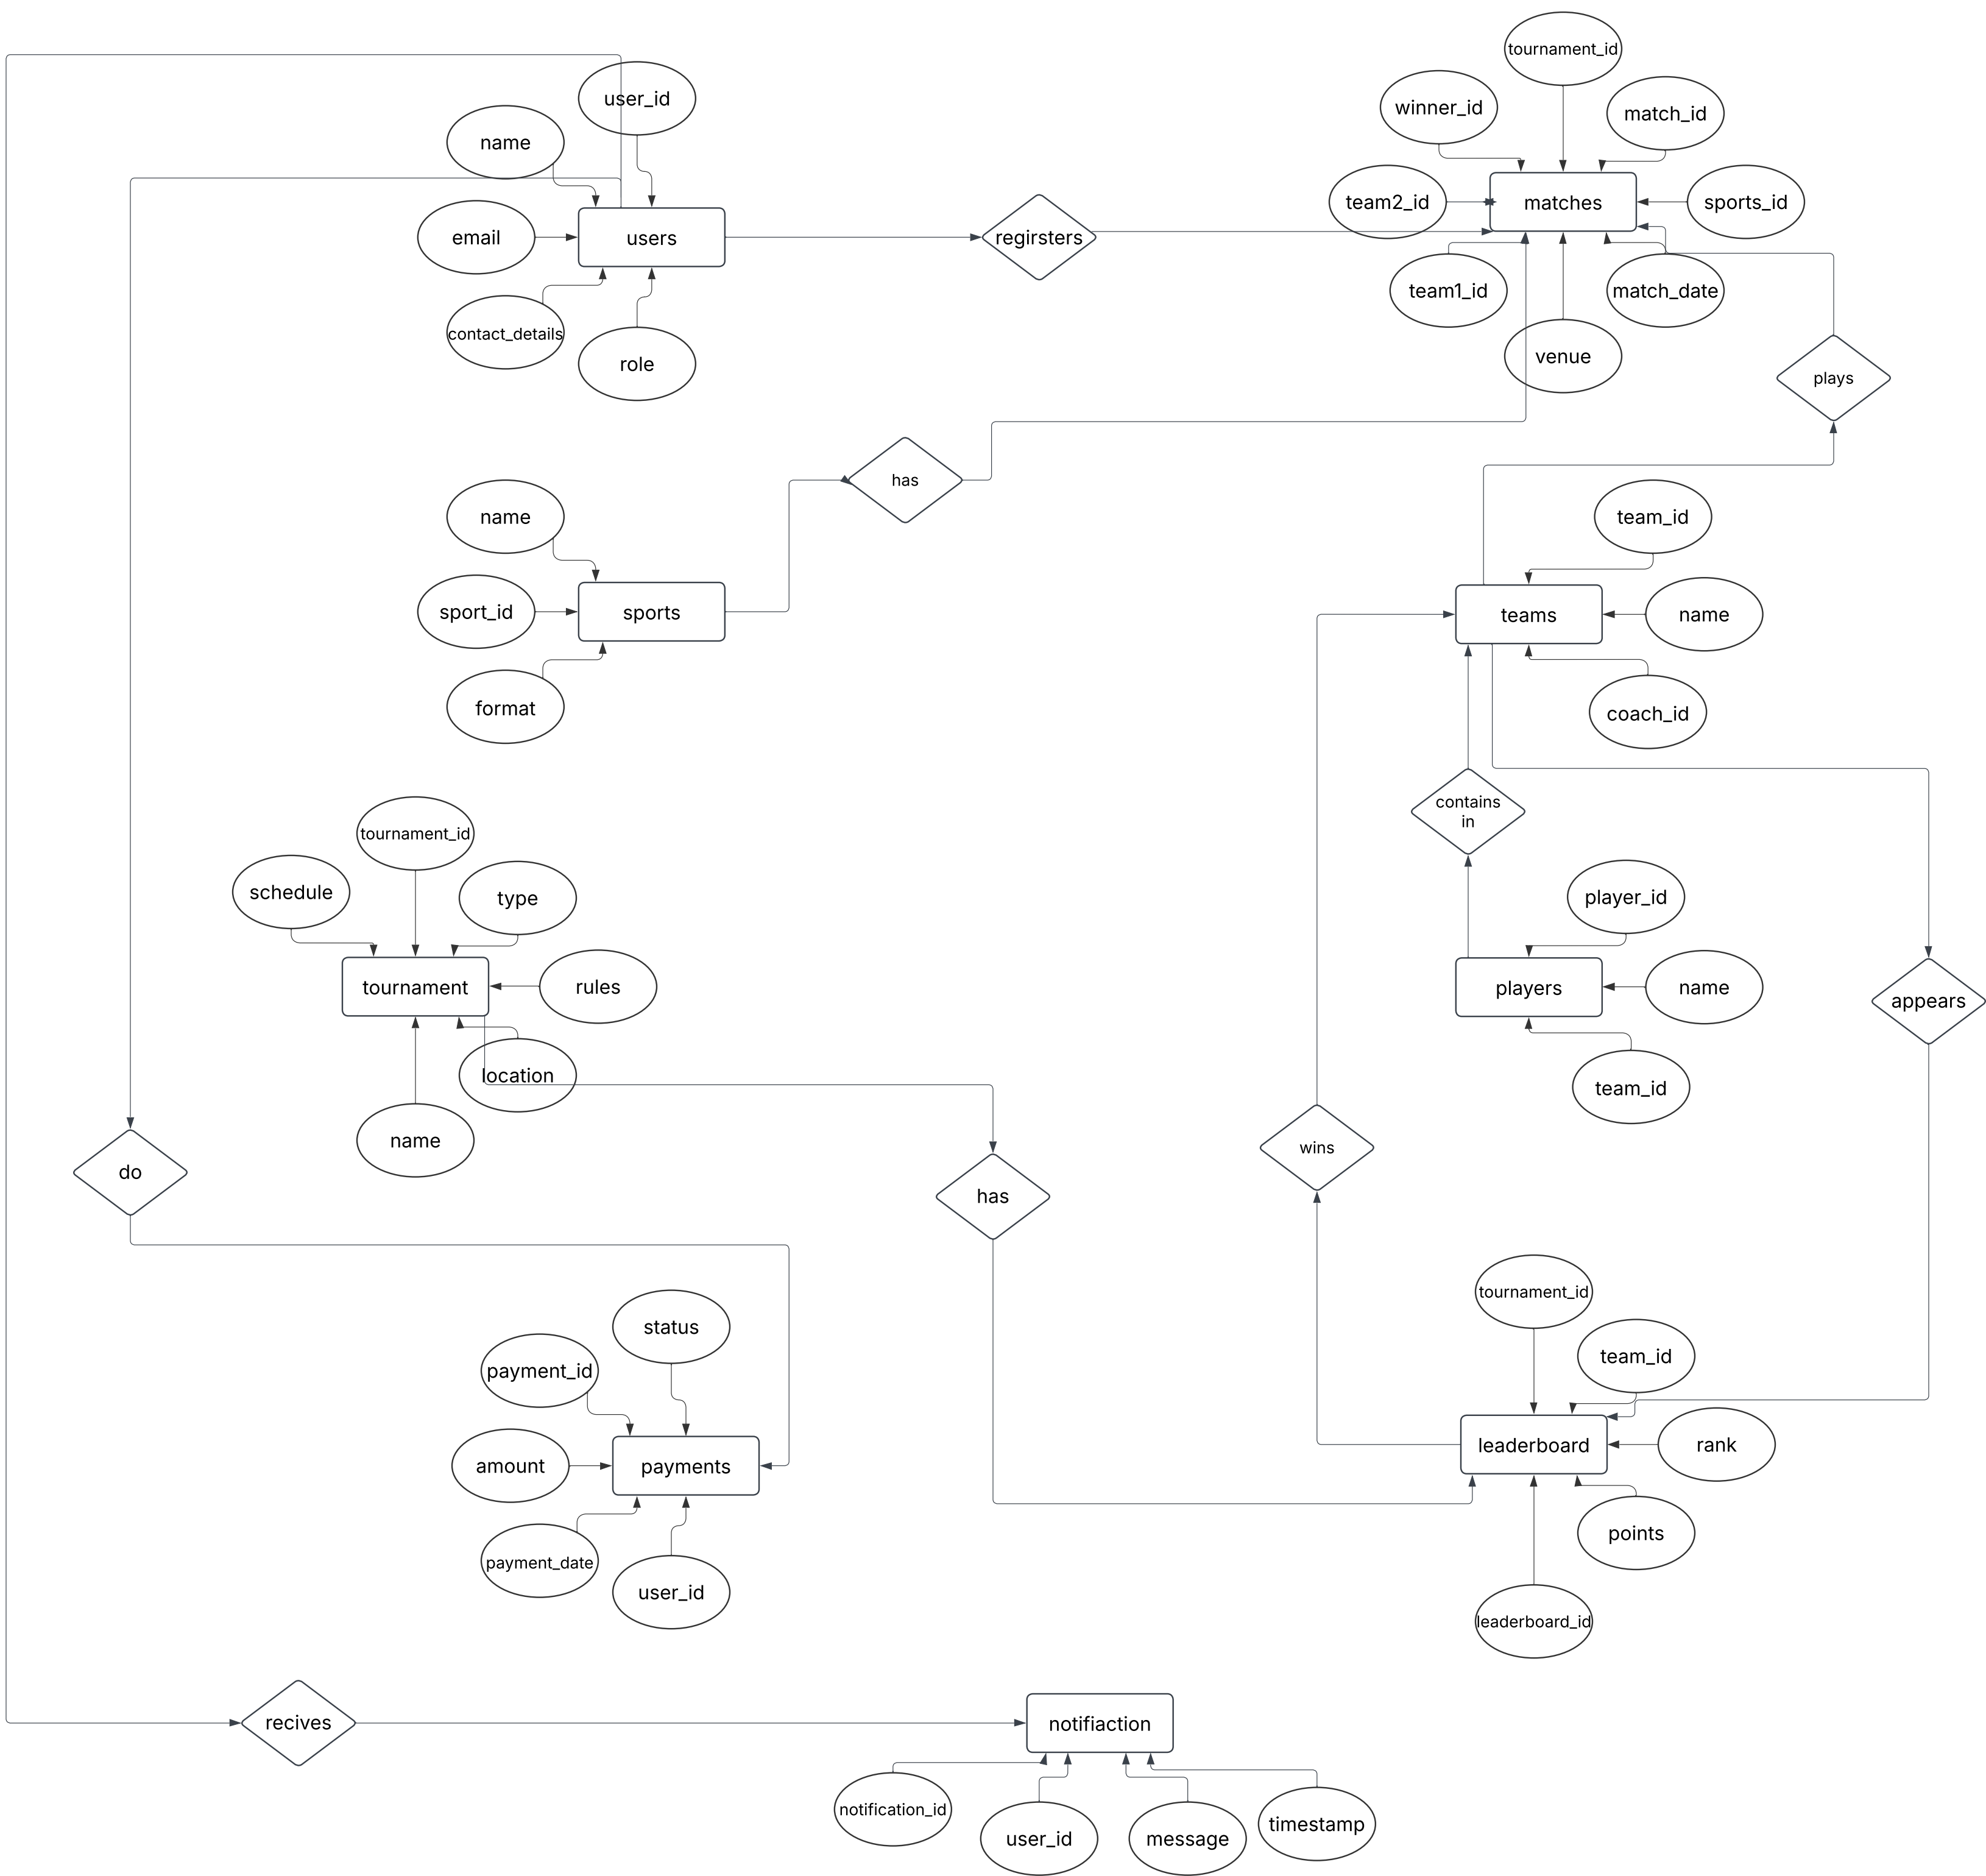 tournament_id
user_id
winner_id
match_id
name
team2_id
matches
sports_id
email
users
regirsters
team1_id
match_date
contact_details
role
venue
plays
has
name
team_id
sport_id
sports
teams
name
format
coach_id
contains
in
tournament_id
schedule
type
player_id
tournament
rules
players
name
appears
location
team_id
name
do
has
wins
tournament_id
status
team_id
payment_id
amount
payments
leaderboard
rank
payment_date
user_id
points
leaderboard_id
recives
notifiaction
notification_id
user_id
message
timestamp